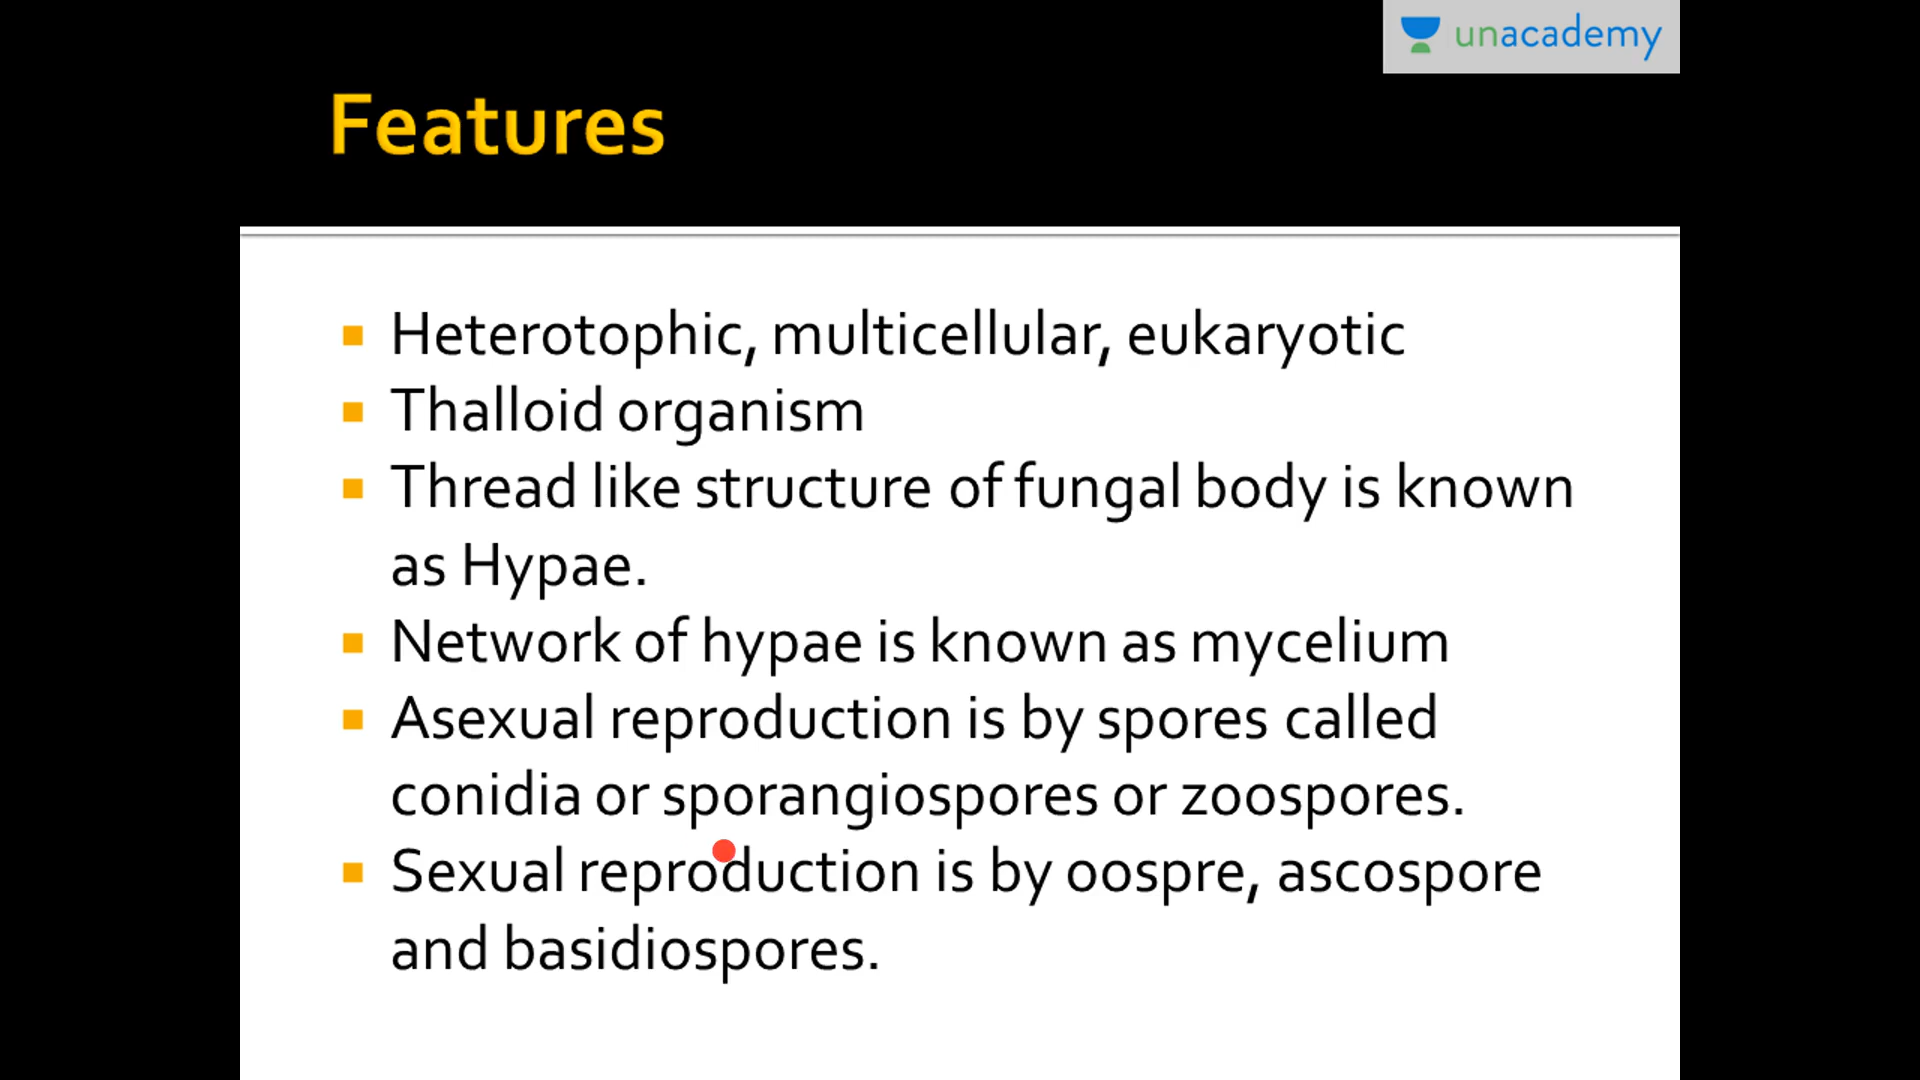 unacademy
Features
Heterotophic, multicellular, eukaryotic
Thalloid organism
Thread like structure of fungal body is known
as Hypae.
Network of hypae is known as mycelium
Asexual reproduction is by spores called
conidia or sporangiospores or zoospores.
Sexual reproduction is by oospre, ascospore
and basidiospores.